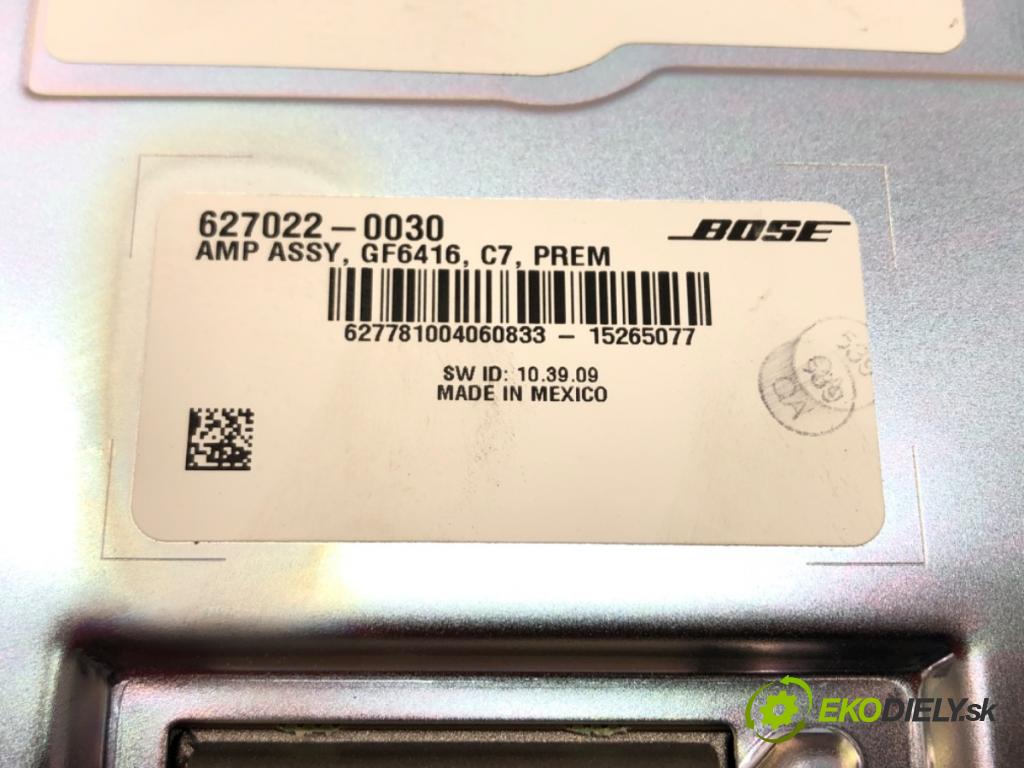 627022-0030
BOSE
AMP ASSY, GF6416, C7, PREM
627781004060833 - 15265077
SW ID: 10.39.09
MADE IN MEXICO
QA
EKODIELY.sk